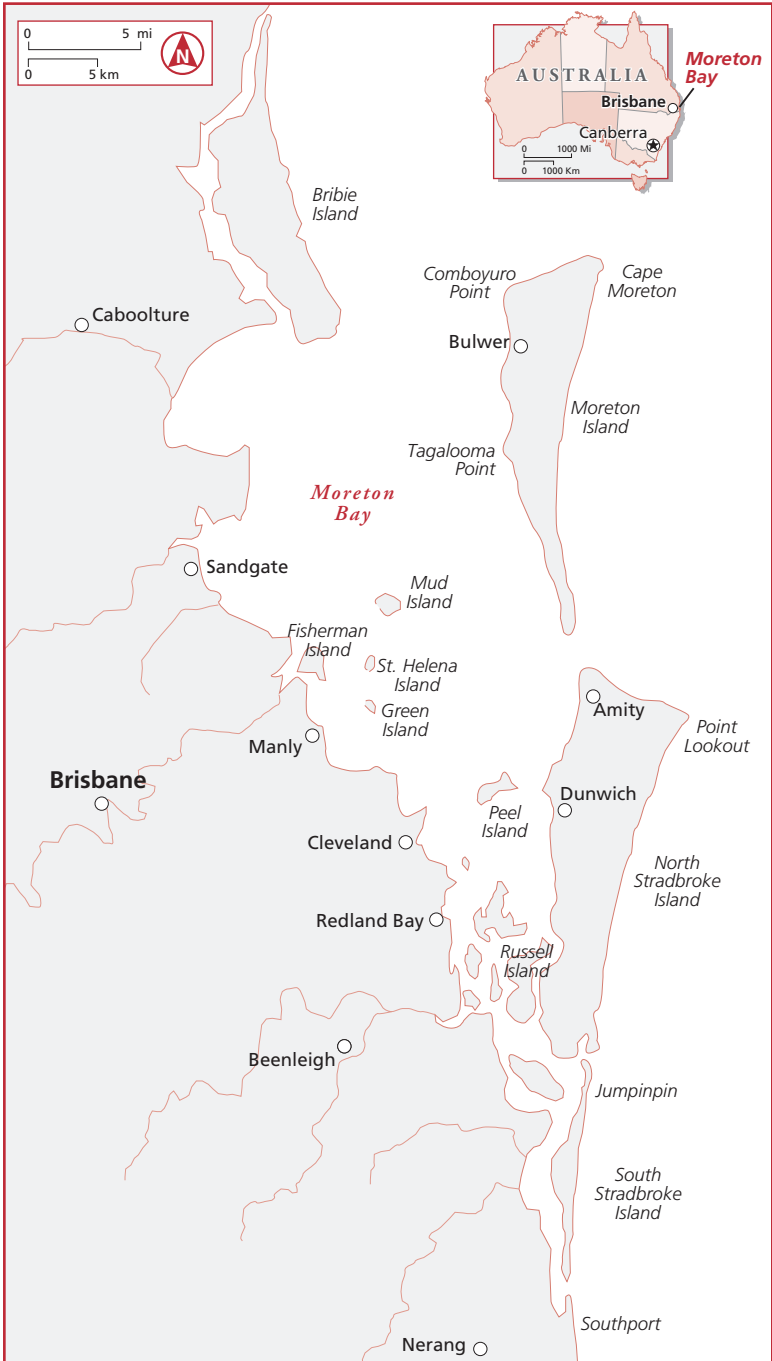 0 5 mi
0 5 km
N
AUSTRALIA
Moreton
Bay
Brisbane
Canberra
0 1000 Mi
0 1000 Km
Bribie
Island
Comboyuro
Point
Cape
Moreton
Caboolture
Bulwer
Moreton
Island
Tagalooma
Point
Moreton
Bay
Sandgate
Mud
Island
Fisherman
Island
St. Helena
Island
Green
Island
Amity
Point
Lookout
Manly
Brisbane
Dunwich
Peel
Island
Cleveland
North
Stradbroke
Island
Redland Bay
Russell
Island
Beenleigh
Jumpinpin
South
Stradbroke
Island
Southport
Nerang